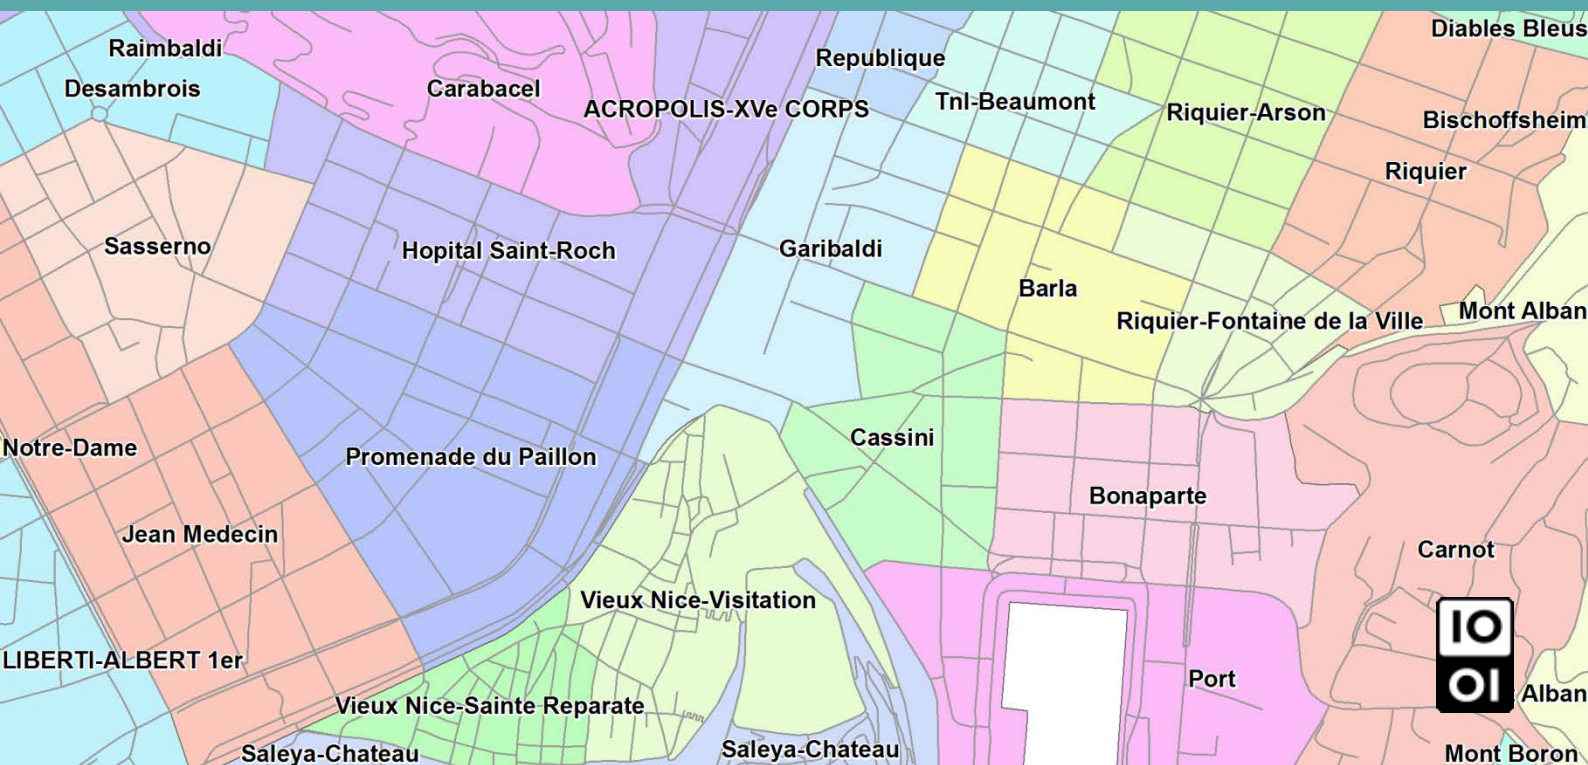 Diables Bleus
Raimbaldi
Republique
Desambrois
Carabacel
ACROPOLIS-XVe CORPS
Tnl-Beaumont
Riquier-Arson
Bischoffsheim
Riquier
Sasserno
Hopital Saint-Roch
Garibaldi
Barla
Mont Alban
Riquier-Fontaine de la Ville
Cassini
Notre-Dame
Promenade du Paillon
Bonaparte
Jean Medecin
Carnot
Vieux Nice-Visitation
IO
OI
LIBERTI-ALBERT 1er
Port
Alban
Vieux Nice-Sainte Reparate
Saleya-Chateau
Saleya-Chateau
Mont Boron